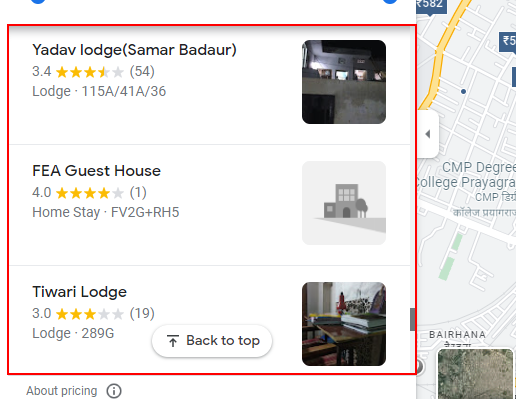 ₹582
Yadav lodge(Samar Badaur)
3.4 (54)
Lodge · 115A/41A/36
FEA Guest House
4.0 (1)
Home Stay · FV2G+RH5
Tiwari Lodge
3.0 (19)
Lodge · 289G
Back to top
About pricing
CMP Degree
College Prayagra
CMP डिग्री
कॉलेज प्रयागराज
BAIRHANA